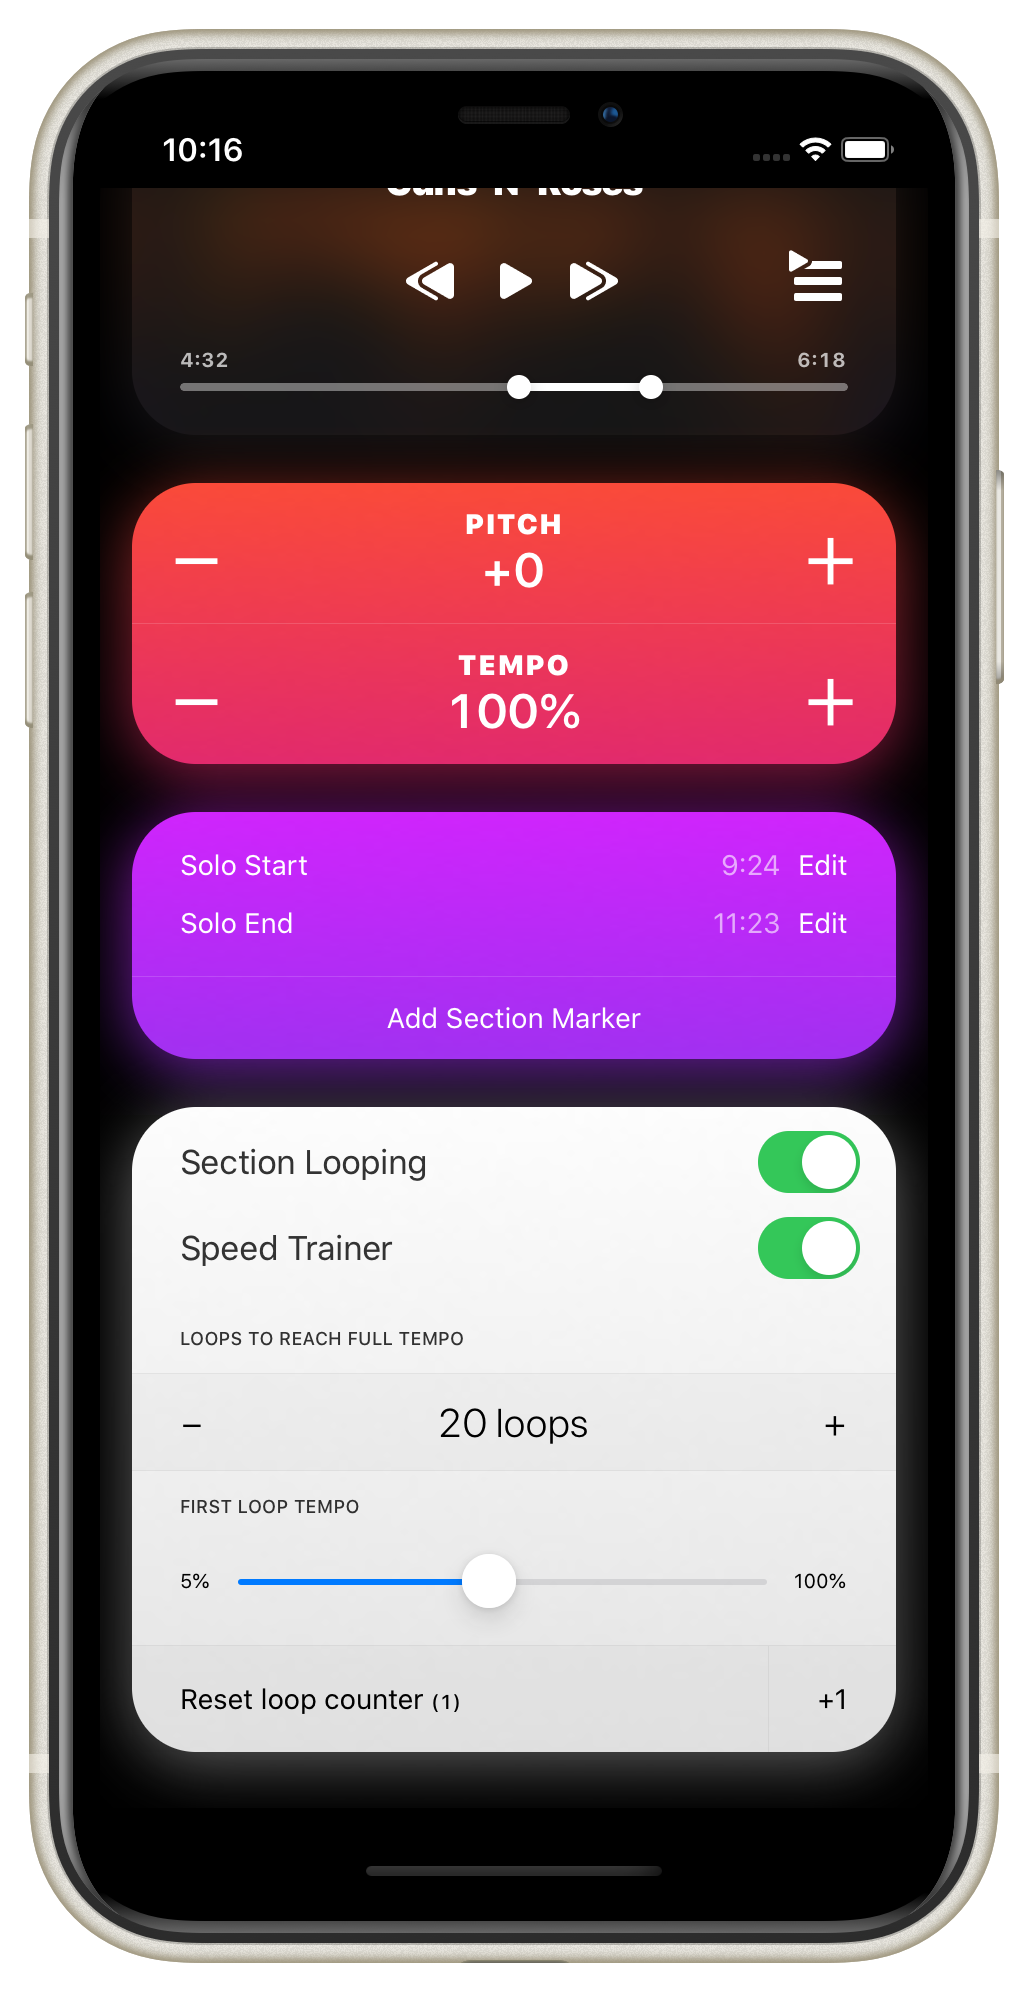 10:16
Guns N' Roses
4:32 6:18
PITCH
− +0 +
TEMPO
− 100% +
Solo Start 9:24 Edit
Solo End 11:23 Edit
Add Section Marker
Section Looping
Speed Trainer
LOOPS TO REACH FULL TEMPO
− 20 loops +
FIRST LOOP TEMPO
5% 100%
Reset loop counter (1) +1